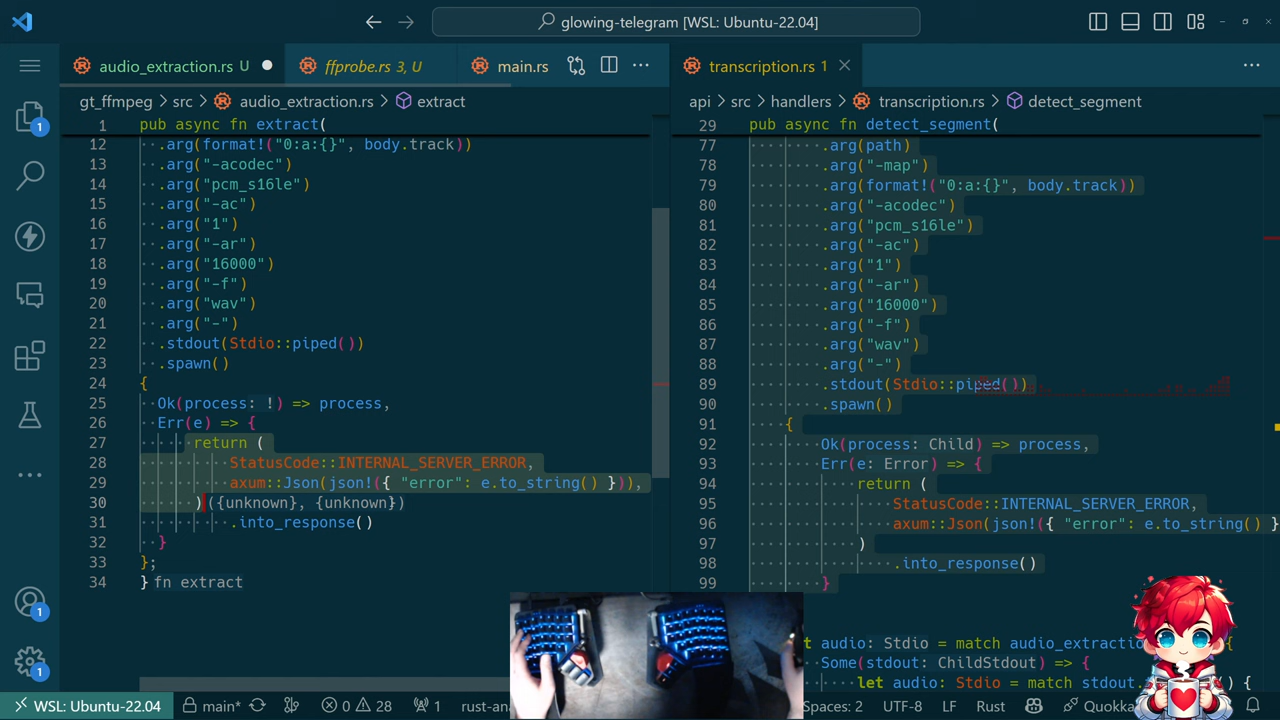 glowing-telegram [WSL: Ubuntu-22.04]
audio_extraction.rs U
ffprobe.rs 3, U
main.rs
transcription.rs 1
gt_ffmpeg > src > audio_extraction.rs > extract
api > src > handlers > transcription.rs > detect_segment
1 pub async fn extract(
12 .arg(format!("0:a:{}", body.track))
13 .arg("-acodec")
14 .arg("pcm_s16le")
15 .arg("-ac")
16 .arg("1")
17 .arg("-ar")
18 .arg("16000")
19 .arg("-f")
20 .arg("wav")
21 .arg("-")
22 .stdout(Stdio::piped())
23 .spawn()
24 {
25 Ok(process: !) => process,
26 Err(e) => {
27 return (
28 StatusCode::INTERNAL_SERVER_ERROR,
29 axum::Json(json!({ "error": e.to_string() })),
30 )({unknown}, {unknown})
31 .into_response()
32 }
33 };
34 } fn extract
29 pub async fn detect_segment(
77 .arg(path)
78 .arg("-map")
79 .arg(format!("0:a:{}", body.track))
80 .arg("-acodec")
81 .arg("pcm_s16le")
82 .arg("-ac")
83 .arg("1")
84 .arg("-ar")
85 .arg("16000")
86 .arg("-f")
87 .arg("wav")
88 .arg("-")
89 .stdout(Stdio::piped())
90 .spawn()
91 {
92 Ok(process: Child) => process,
93 Err(e: Error) => {
94 return (
95 StatusCode::INTERNAL_SERVER_ERROR,
96 axum::Json(json!({ "error": e.to_string() }
97 )
98 .into_response()
99 }
audio: Stdio = match
Some(stdout: ChildStdout) => {
let audio: Stdio = match stdout.
1
1
1
WSL: Ubuntu-22.04
main*
0
28
1
Spaces: 2
UTF-8
LF
Rust